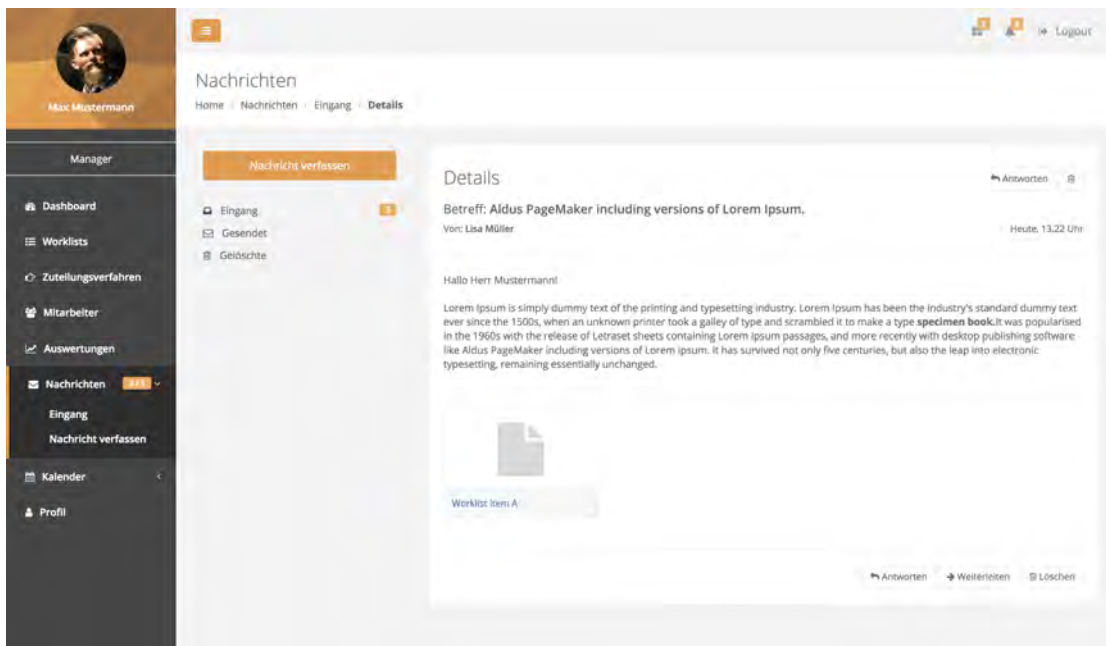 Max Mustermann
Manager
Dashboard
Worklists
Zuteilungsverfahren
Mitarbeiter
Auswertungen
Nachrichten
Eingang
Nachricht verfassen
Kalender
Profil
Logout
Nachrichten
Home / Nachrichten / Eingang / Details
Nachricht verfassen
Eingang
Gesendet
Gelöschte
Details
Antworten
Betreff: Aldus PageMaker including versions of Lorem Ipsum.
Von: Lisa Müller
Heute, 13.22 Uhr
Hallo Herr Mustermann!
Lorem Ipsum is simply dummy text of the printing and typesetting industry. Lorem Ipsum has been the industry's standard dummy text
ever since the 1500s, when an unknown printer took a galley of type and scrambled it to make a type specimen book.It was popularised
in the 1960s with the release of Letraset sheets containing Lorem Ipsum passages, and more recently with desktop publishing software
like Aldus PageMaker including versions of Lorem Ipsum. It has survived not only five centuries, but also the leap into electronic
typesetting, remaining essentially unchanged.
Worklist Item A
Antworten
Weiterleiten
Löschen